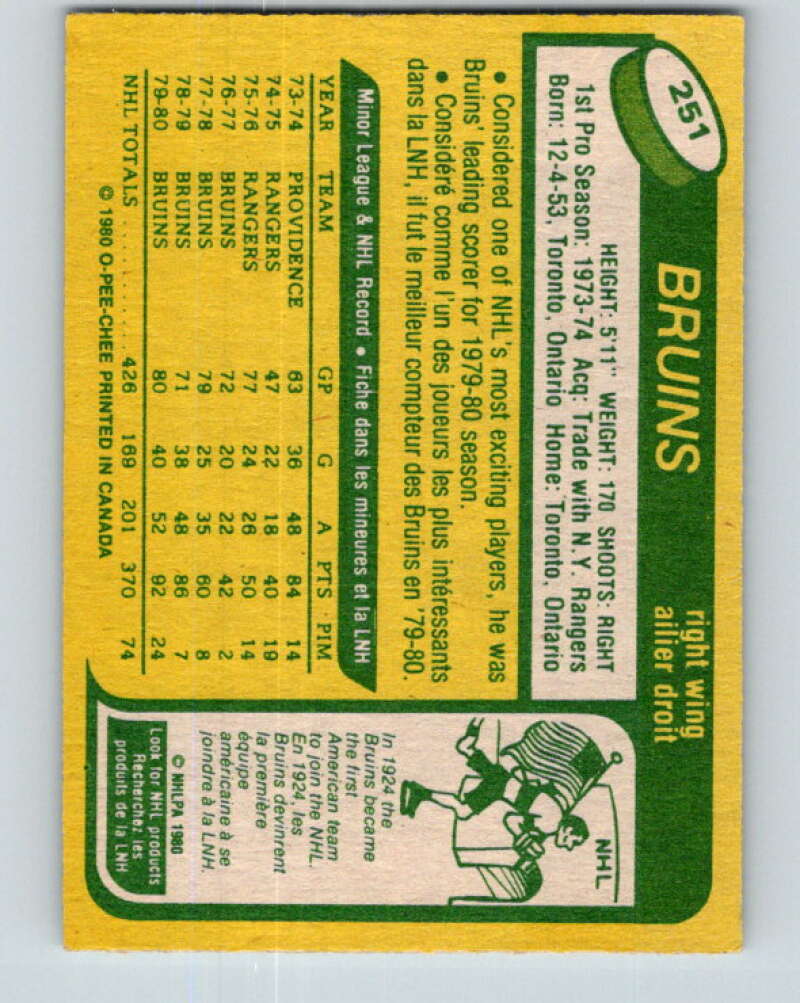 251
BRUINS
right wing
ailier droit
HEIGHT: 5'11" WEIGHT: 170 SHOOTS: RIGHT
1st Pro Season: 1973-74 Acq: Trade with N.Y. Rangers
Born: 12-4-53, Toronto, Ontario Home: Toronto, Ontario
• Considered one of NHL's most exciting players, he was
Bruins' leading scorer for 1979-80 season.
• Considéré comme l'un des joueurs les plus intéressants
dans la LNH, il fut le meilleur compteur des Bruins en '79-80.
Minor League & NHL Record • Fiche dans les mineures et la LNH
YEAR TEAM GP G A PTS PIM
73-74 PROVIDENCE 63 36 48 84 14
74-75 RANGERS 47 22 18 40 19
75-76 RANGERS 77 24 26 50 14
76-77 BRUINS 72 20 22 42 2
77-78 BRUINS 79 25 35 60 8
78-79 BRUINS 71 38 48 86 7
79-80 BRUINS 80 40 52 92 24
NHL TOTALS .......... 426 169 201 370 74
© 1980 O-PEE-CHEE PRINTED IN CANADA
NHL
In 1924 the
Bruins became
the first
American team
to join the NHL.
En 1924, les
Bruins devinrent
la première
équipe
américaine à se
joindre à la LNH.
© NHLPA 1980
Look for NHL products
Recherchez les
produits de la LNH